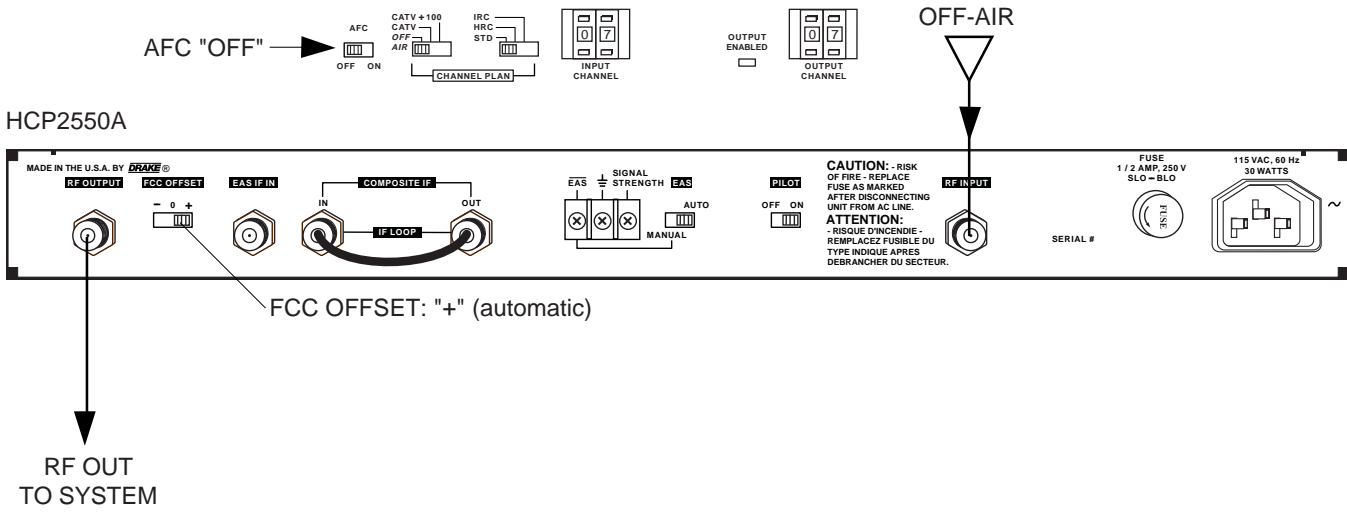 AFC "OFF"
AFC
OFF ON
CATV + 100
CATV
OFF
AIR
IRC
HRC
STD
CHANNEL PLAN
0 7
INPUT
CHANNEL
OUTPUT
ENABLED
0 7
OUTPUT
CHANNEL
OFF-AIR
HCP2550A
MADE IN THE U.S.A. BY DRAKE ®
RF OUTPUT
FCC OFFSET
– 0 +
EAS IF IN
COMPOSITE IF
IN
OUT
IF LOOP
EAS
SIGNAL
STRENGTH
EAS
AUTO
MANUAL
PILOT
OFF ON
CAUTION: - RISK
OF FIRE - REPLACE
FUSE AS MARKED
AFTER DISCONNECTING
UNIT FROM AC LINE.
ATTENTION:
- RISQUE D'INCENDIE -
REMPLACEZ FUSIBLE DU
TYPE INDIQUE APRES
DEBRANCHER DU SECTEUR.
RF INPUT
SERIAL #
FUSE
1 / 2 AMP, 250 V
SLO – BLO
FUSE
115 VAC, 60 Hz
30 WATTS
~
FCC OFFSET: "+" (automatic)
RF OUT
TO SYSTEM